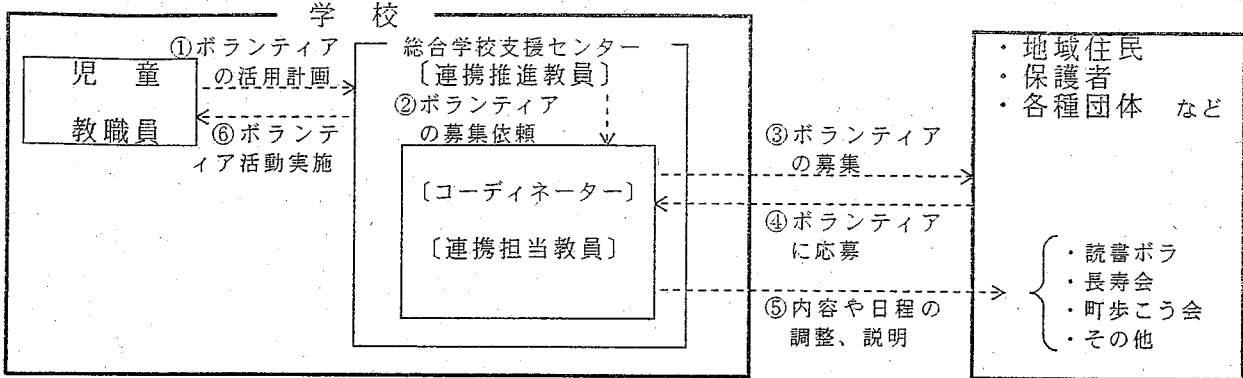 学　校
①ボランティア
の活用計画
児　童
教職員
⑥ボランテ
ィア活動実施
総合学校支援センター
〔連携推進教員〕
②ボランティア
の募集依頼
〔コーディネーター〕
〔連携担当教員〕
③ボランティア
の募集
④ボランティア
に応募
⑤内容や日程の
調整、説明
・地域住民
・保護者
・各種団体　など
・読書ボラ
・長寿会
・町歩こう会
・その他